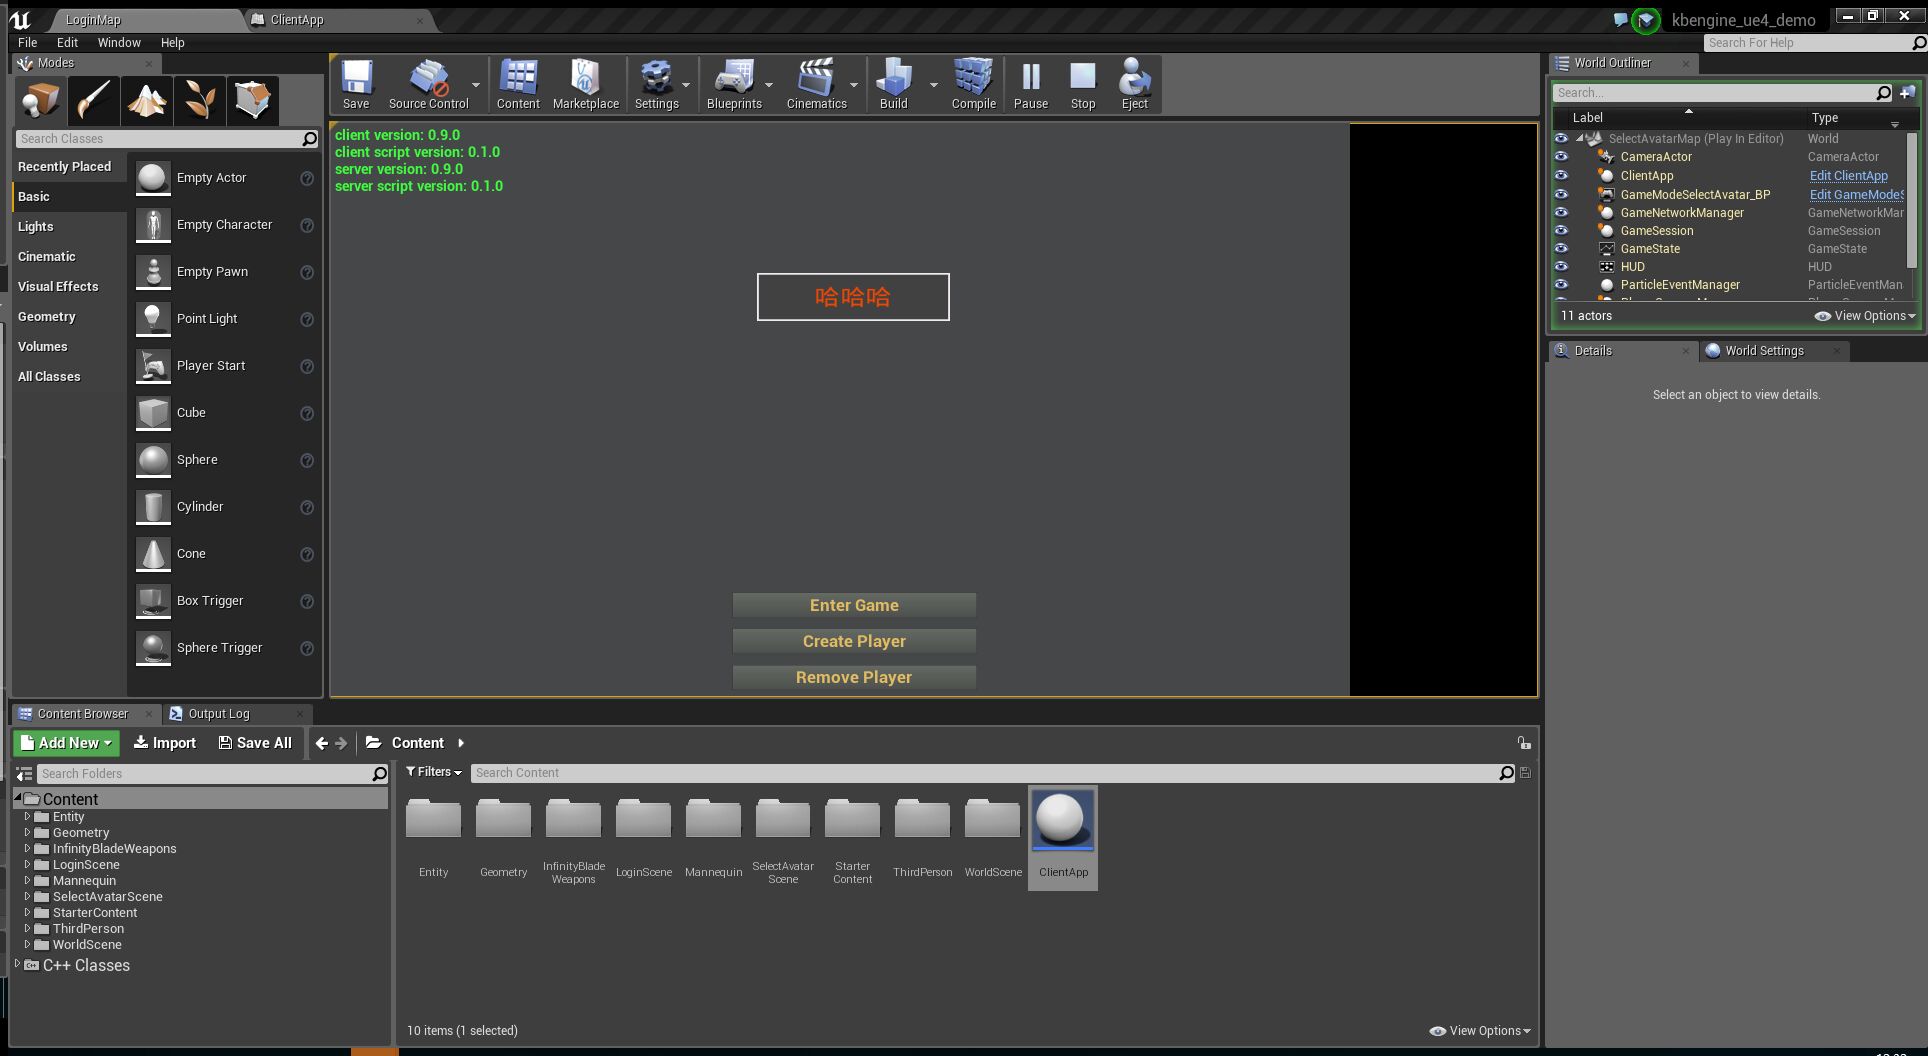 LoginMap
ClientApp
kbengine_ue4_demo
File Edit Window Help
Search For Help
Modes
Save
Source Control
Content
Marketplace
Settings
Blueprints
Cinematics
Build
Compile
Pause
Stop
Eject
Search Classes
Recently Placed
Basic
Lights
Cinematic
Visual Effects
Geometry
Volumes
All Classes
Empty Actor
Empty Character
Empty Pawn
Point Light
Player Start
Cube
Sphere
Cylinder
Cone
Box Trigger
Sphere Trigger
client version: 0.9.0
client script version: 0.1.0
server version: 0.9.0
server script version: 0.1.0
哈哈哈
Enter Game
Create Player
Remove Player
World Outliner
Search...
Label Type
SelectAvatarMap (Play In Editor) World
CameraActor CameraActor
ClientApp Edit ClientApp
GameModeSelectAvatar_BP Edit GameModeS
GameNetworkManager GameNetworkMar
GameSession GameSession
GameState GameState
HUD HUD
ParticleEventManager ParticleEventMan
11 actors
View Options
Details
World Settings
Select an object to view details.
Content Browser
Output Log
Add New
Import
Save All
Content
Search Folders
Content
Entity
Geometry
InfinityBladeWeapons
LoginScene
Mannequin
SelectAvatarScene
StarterContent
ThirdPerson
WorldScene
C++ Classes
Filters
Search Content
Entity
Geometry
InfinityBlade
Weapons
LoginScene
Mannequin
SelectAvatar
Scene
Starter
Content
ThirdPerson
WorldScene
ClientApp
10 items (1 selected)
View Options